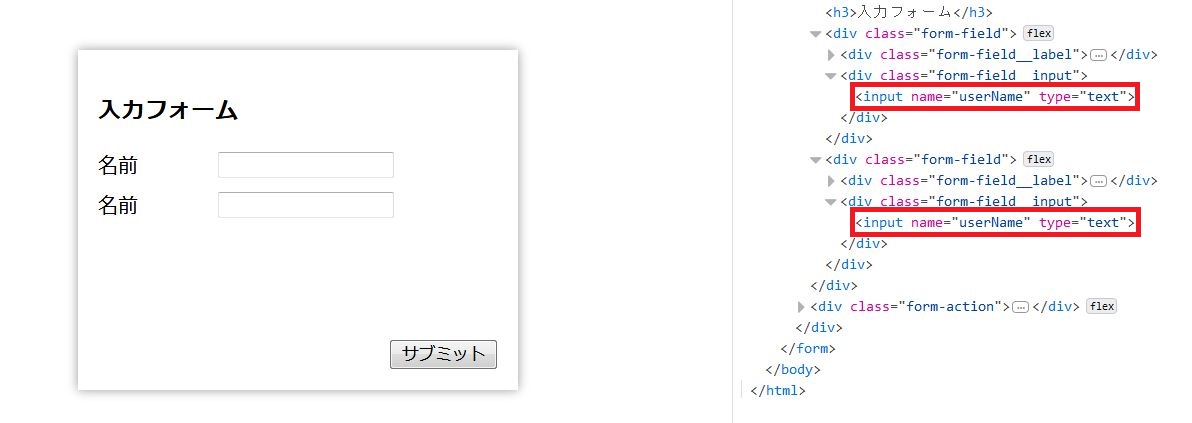 入力フォーム
名前
名前
サブミット
<h3>入力フォーム</h3>
<div class="form-field"> flex
<div class="form-field__label">…</div>
<div class="form-field__input">
<input name="userName" type="text">
</div>
</div>
<div class="form-field"> flex
<div class="form-field__label">…</div>
<div class="form-field__input">
<input name="userName" type="text">
</div>
</div>
</div>
<div class="form-action">…</div> flex
</div>
</form>
</body>
</html>